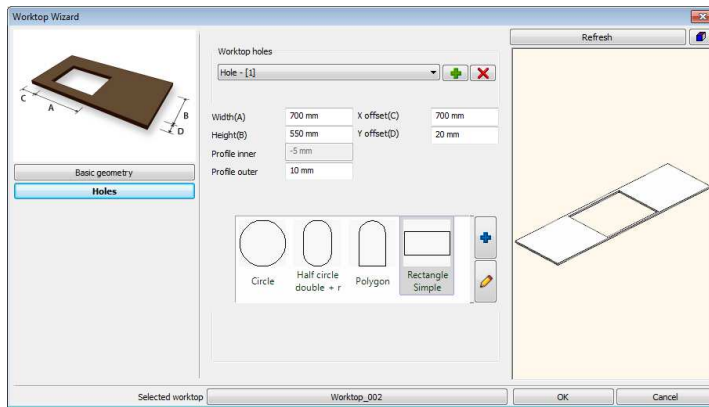 Worktop Wizard
Refresh
Worktop holes
Hole - [1]
C
A
B
D
Width(A) 700 mm X offset(C) 700 mm
Height(B) 550 mm Y offset(D) 20 mm
Profile inner -5 mm
Profile outer 10 mm
Basic geometry
Holes
Circle
Half circle
double + r
Polygon
Rectangle
Simple
Selected worktop Worktop_002 OK Cancel